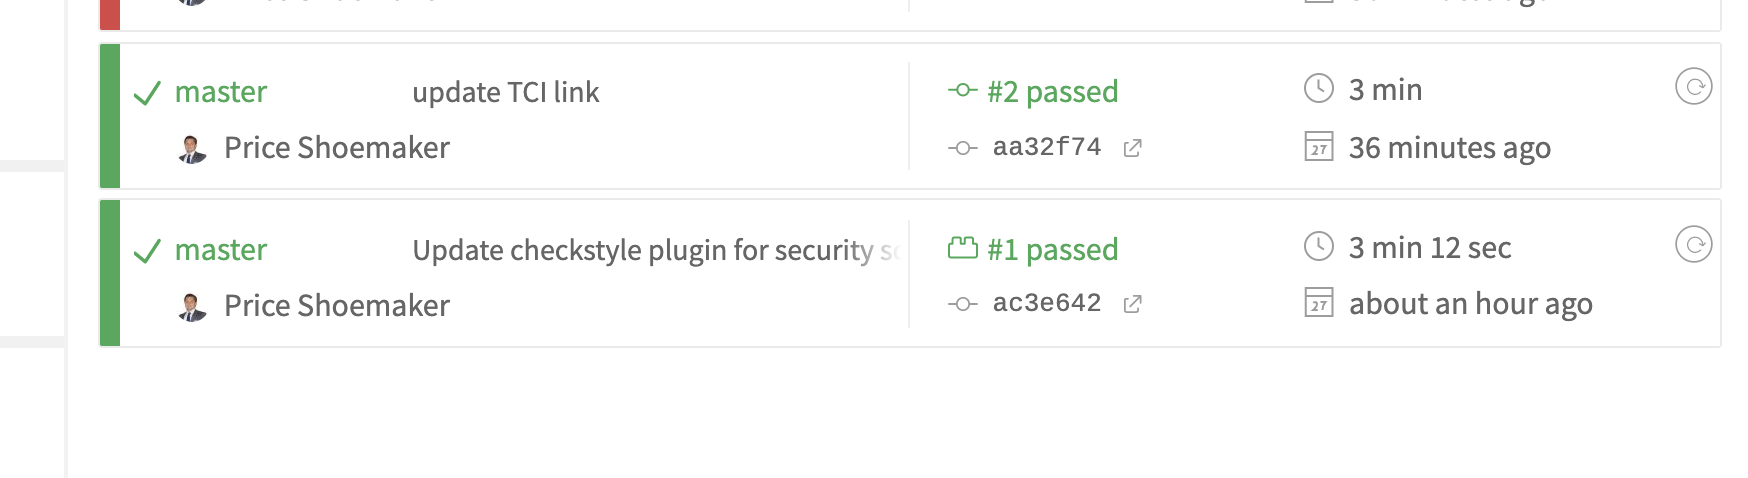 master update TCI link #2 passed 3 min
Price Shoemaker aa32f74 27 36 minutes ago
master Update checkstyle plugin for security #1 passed 3 min 12 sec
Price Shoemaker ac3e642 27 about an hour ago